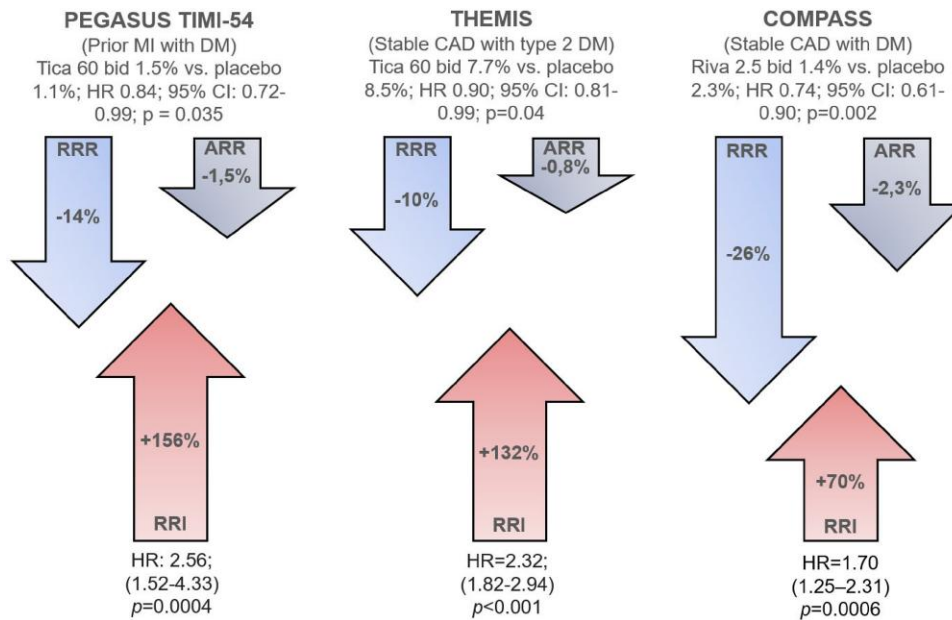 PEGASUS TIMI-54
(Prior MI with DM)
Tica 60 bid 1.5% vs. placebo
1.1%; HR 0.84; 95% CI: 0.72-
0.99; p = 0.035
RRR
-14%
ARR
-1,5%
+156%
RRI
HR: 2.56;
(1.52-4.33)
p=0.0004
THEMIS
(Stable CAD with type 2 DM)
Tica 60 bid 7.7% vs. placebo
8.5%; HR 0.90; 95% CI: 0.81-
0.99; p=0.04
RRR
-10%
ARR
-0,8%
+132%
RRI
HR=2.32;
(1.82-2.94)
p<0.001
COMPASS
(Stable CAD with DM)
Riva 2.5 bid 1.4% vs. placebo
2.3%; HR 0.74; 95% CI: 0.61-
0.90; p=0.002
RRR
-26%
ARR
-2,3%
+70%
RRI
HR=1.70
(1.25–2.31)
p=0.0006